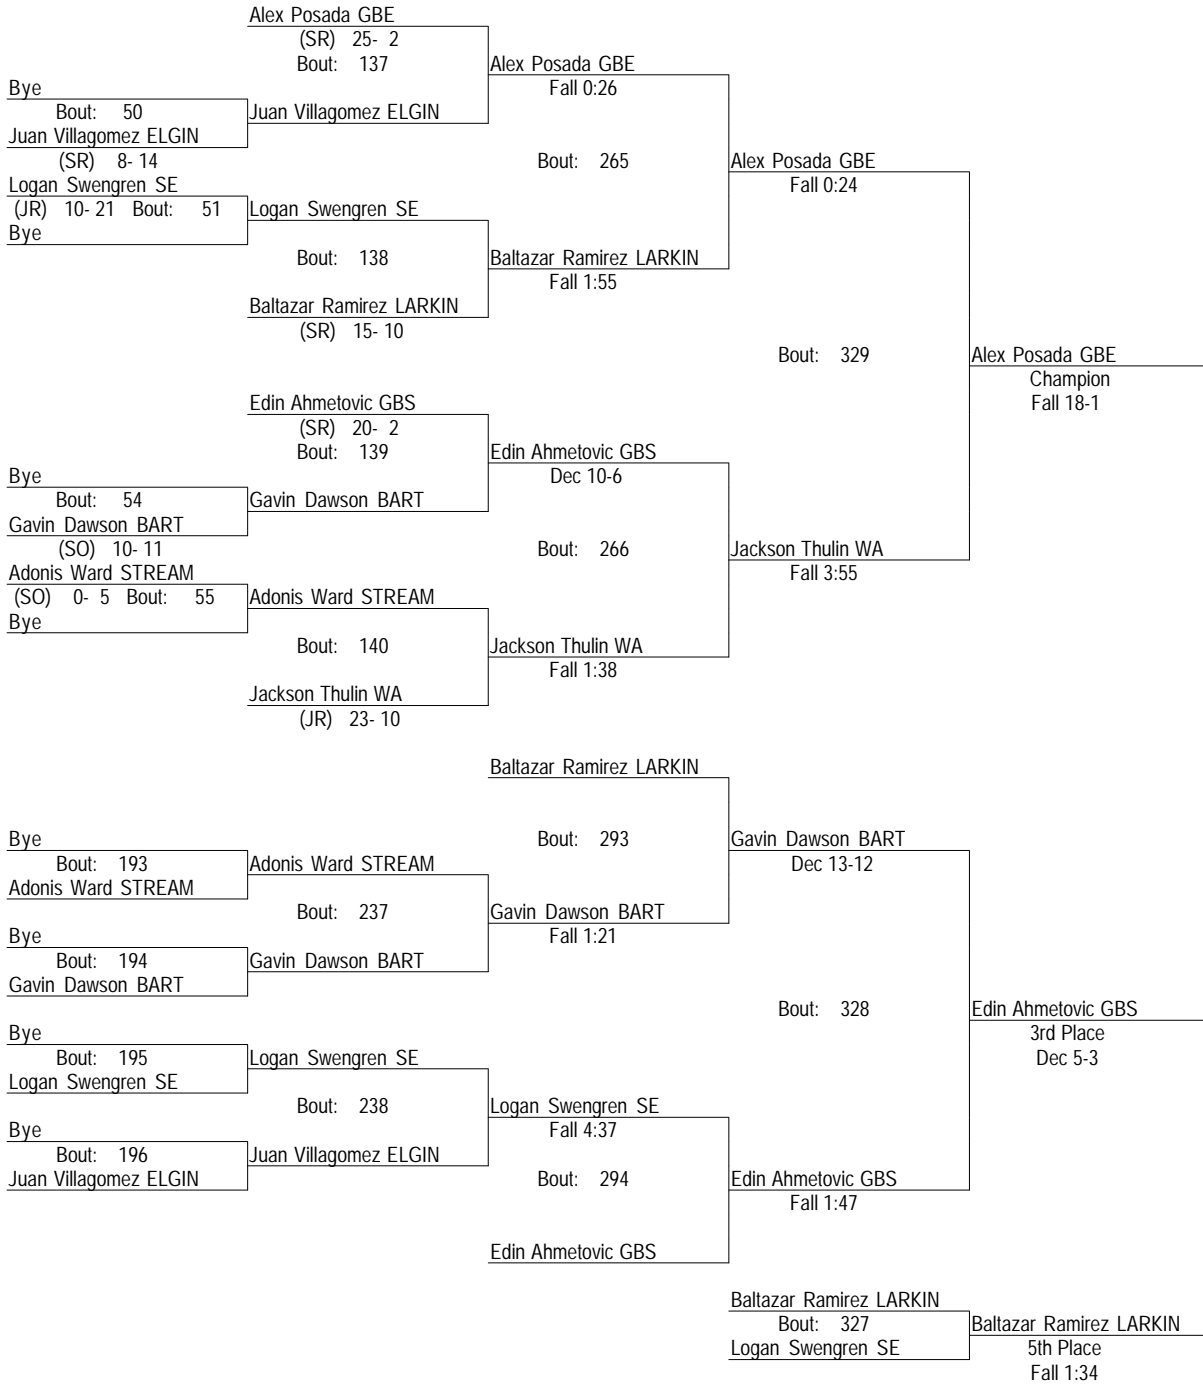 Alex Posada GBE
(SR) 25- 2
Bout: 137
Alex Posada GBE
Fall 0:26
Bye
Bout: 50
Juan Villagomez ELGIN
Juan Villagomez ELGIN
(SR) 8- 14
Bout: 265
Alex Posada GBE
Fall 0:24
Logan Swengren SE
(JR) 10- 21 Bout: 51
Logan Swengren SE
Bye
Bout: 138
Baltazar Ramirez LARKIN
Fall 1:55
Baltazar Ramirez LARKIN
(SR) 15- 10
Bout: 329
Alex Posada GBE
Champion
Fall 18-1
Edin Ahmetovic GBS
(SR) 20- 2
Bout: 139
Edin Ahmetovic GBS
Dec 10-6
Bye
Bout: 54
Gavin Dawson BART
Gavin Dawson BART
(SO) 10- 11
Bout: 266
Jackson Thulin WA
Fall 3:55
Adonis Ward STREAM
(SO) 0- 5 Bout: 55
Adonis Ward STREAM
Bye
Bout: 140
Jackson Thulin WA
Fall 1:38
Jackson Thulin WA
(JR) 23- 10
Baltazar Ramirez LARKIN
Bout: 293
Gavin Dawson BART
Dec 13-12
Bye
Bout: 193
Adonis Ward STREAM
Adonis Ward STREAM
Bout: 237
Gavin Dawson BART
Fall 1:21
Bye
Bout: 194
Gavin Dawson BART
Gavin Dawson BART
Bout: 328
Edin Ahmetovic GBS
3rd Place
Dec 5-3
Bye
Bout: 195
Logan Swengren SE
Logan Swengren SE
Bout: 238
Logan Swengren SE
Fall 4:37
Bye
Bout: 196
Juan Villagomez ELGIN
Juan Villagomez ELGIN
Bout: 294
Edin Ahmetovic GBS
Fall 1:47
Edin Ahmetovic GBS
Baltazar Ramirez LARKIN
Bout: 327
Logan Swengren SE
Baltazar Ramirez LARKIN
5th Place
Fall 1:34